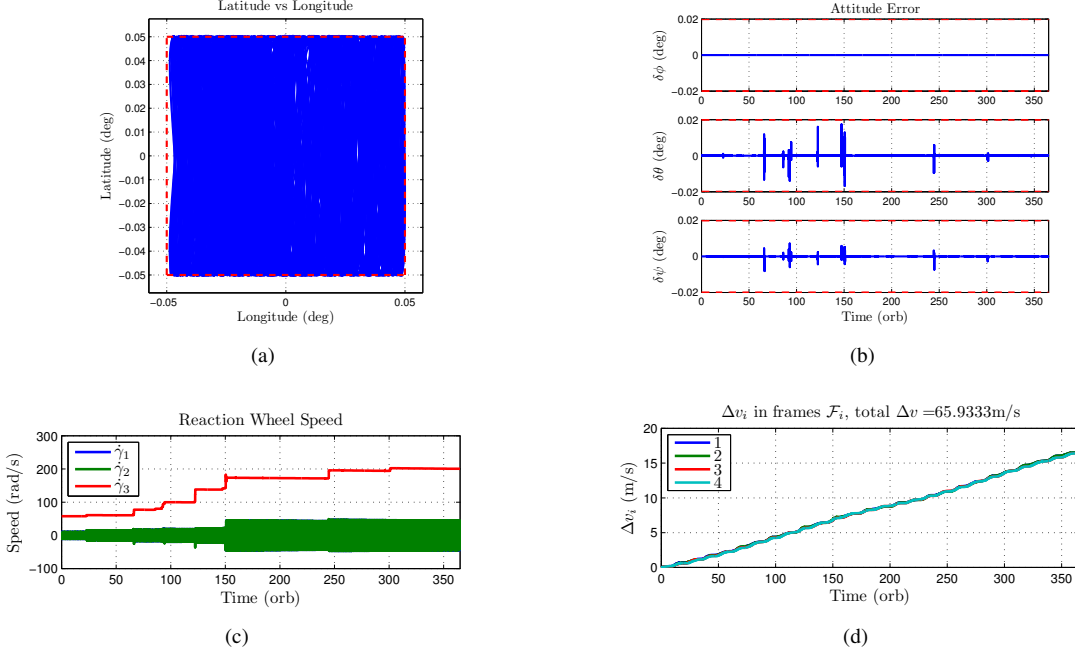 Latitude vs Longitude
0.05
0.04
0.03
0.02
0.01
0
−0.01
−0.02
−0.03
−0.04
−0.05
Latitude (deg)
−0.05 0 0.05
Longitude (deg)
(a)
Attitude Error
0.02
0
−0.02
δϕ (deg)
0 50 100 150 200 250 300 350
0.02
0
−0.02
δθ (deg)
0 50 100 150 200 250 300 350
0.02
0
−0.02
δψ (deg)
0 50 100 150 200 250 300 350
Time (orb)
(b)
Reaction Wheel Speed
300
200
100
0
−100
Speed (rad/s)
γ̇1
γ̇2
γ̇3
0 50 100 150 200 250 300 350
Time (orb)
(c)
Δvi in frames ℱi, total Δv =65.9333m/s
20
15
10
5
0
Δvi (m/s)
1
2
3
4
0 50 100 150 200 250 300 350
Time (orb)
(d)